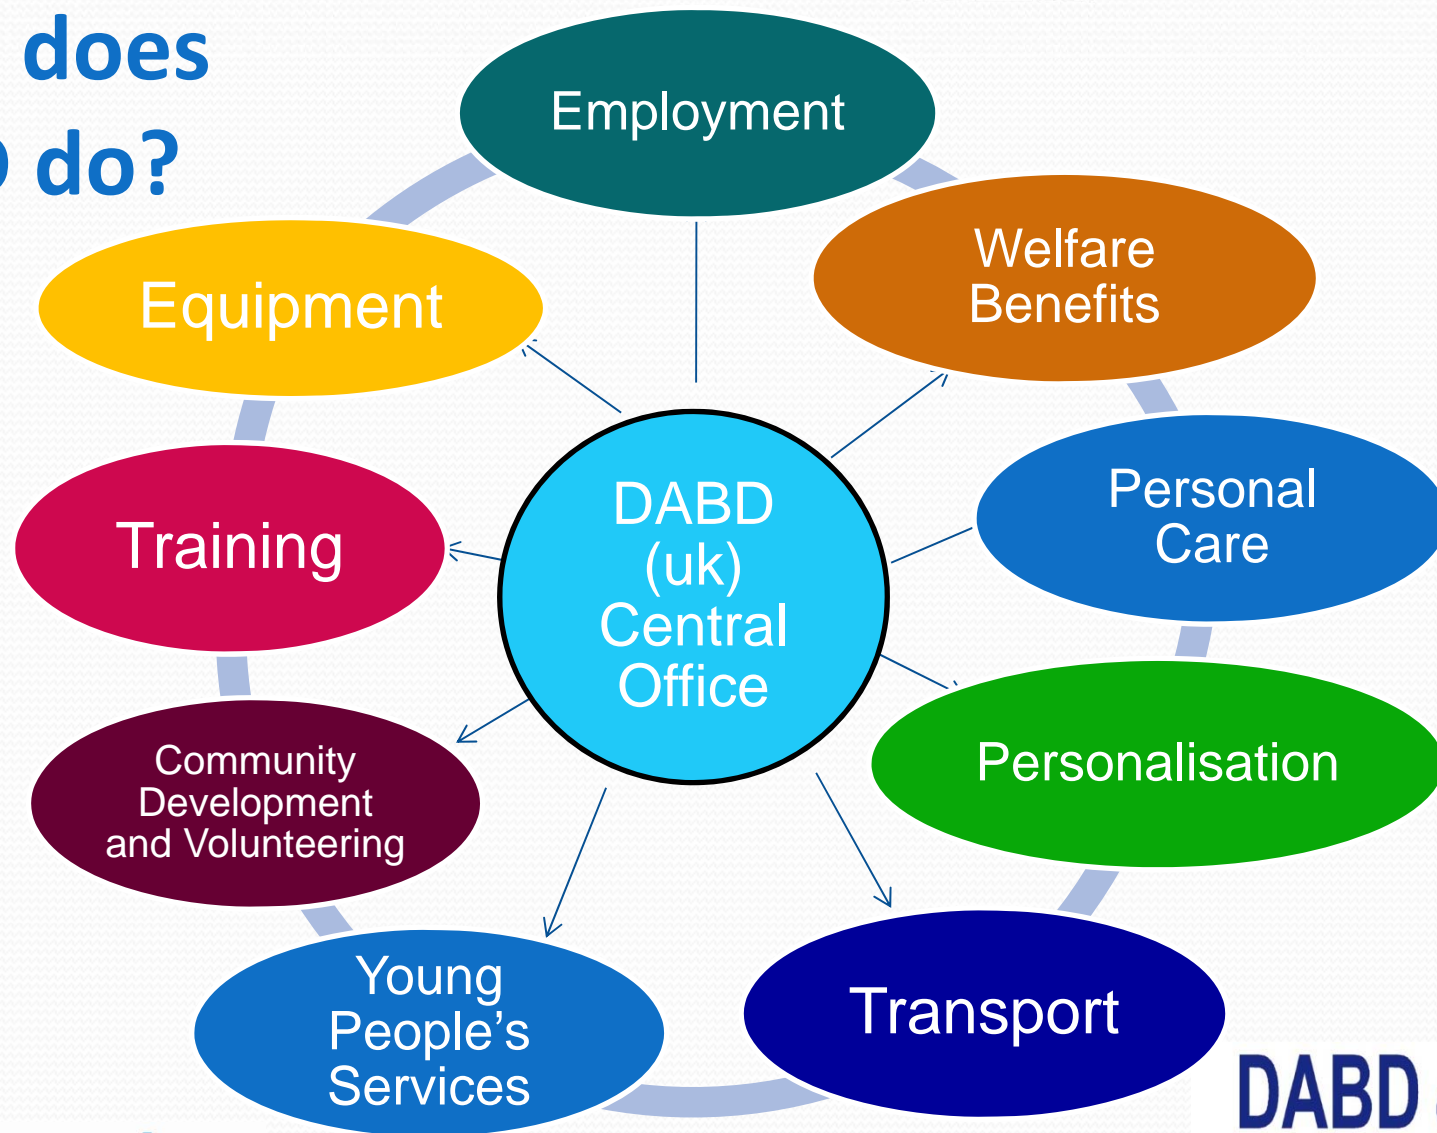 does
do?
Employment
Welfare
Benefits
Equipment
Personal
Care
DABD
(uk)
Central
Office
Training
Personalisation
Community
Development
and Volunteering
Young
People’s
Services
Transport
DABD